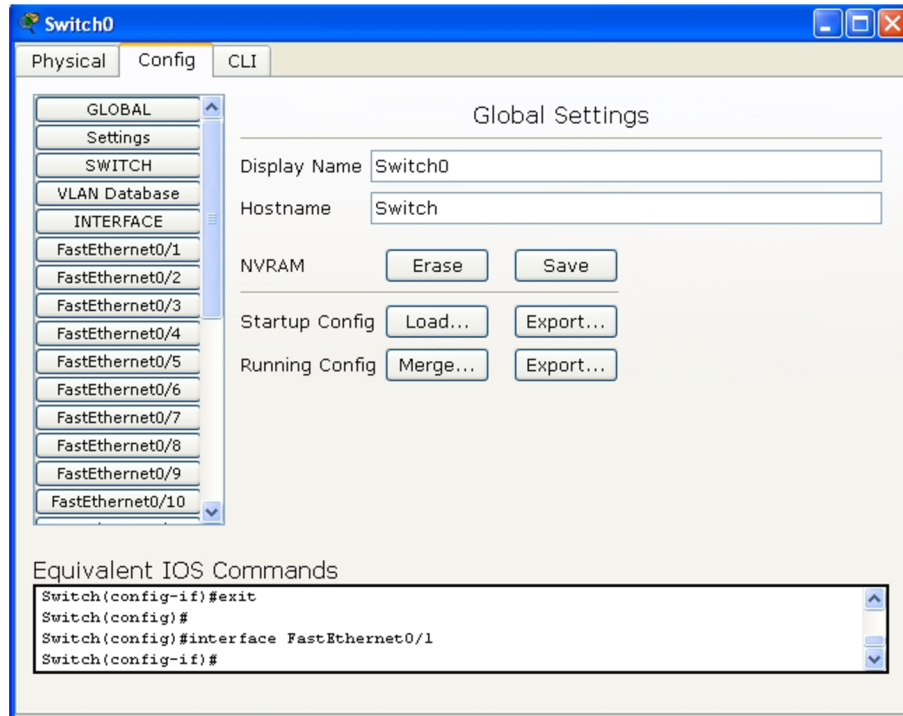 Switch0
Physical Config CLI
GLOBAL
Settings
SWITCH
VLAN Database
INTERFACE
FastEthernet0/1
FastEthernet0/2
FastEthernet0/3
FastEthernet0/4
FastEthernet0/5
FastEthernet0/6
FastEthernet0/7
FastEthernet0/8
FastEthernet0/9
FastEthernet0/10
Global Settings
Display Name Switch0
Hostname Switch
NVRAM Erase Save
Startup Config Load... Export...
Running Config Merge... Export...
Equivalent IOS Commands
Switch(config-if)#exit
Switch(config)#
Switch(config)#interface FastEthernet0/1
Switch(config-if)#